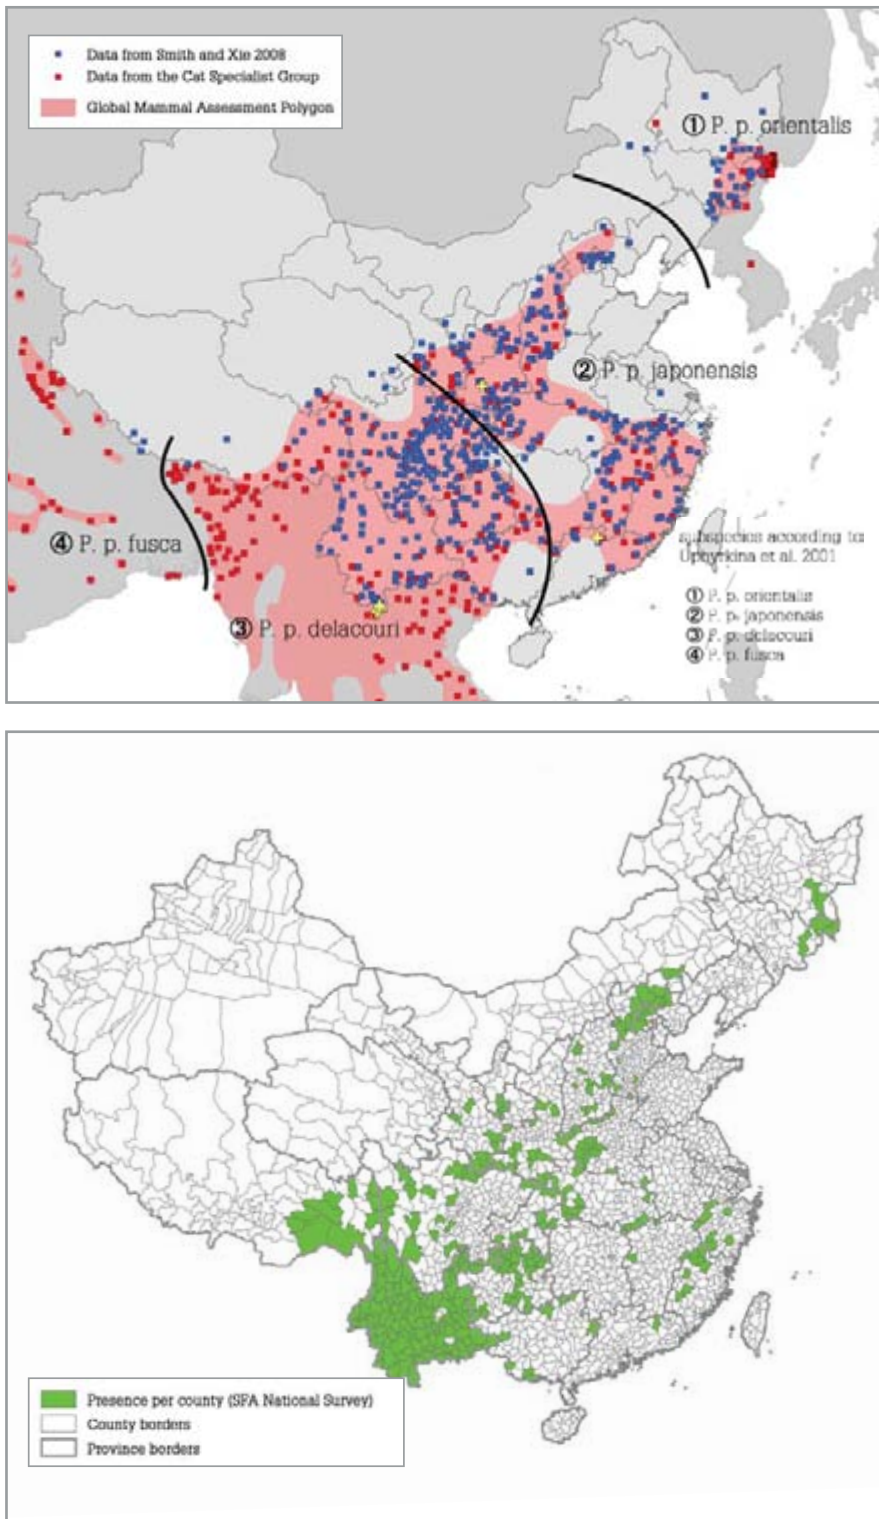 Data from Smith and Xie 2008
Data from the Cat Specialist Group
Global Mammal Assessment Polygon
① P. p. orientalis
② P. p. japonensis
④ P. p. fusca
③ P. p. delacouri
subspecies according to:
Uphyrkina et al. 2001
① P. p. orientalis
② P. p. japonensis
③ P. p. delacouri
④ P. p. fusca
Presence per county (SFA National Survey)
County borders
Province borders